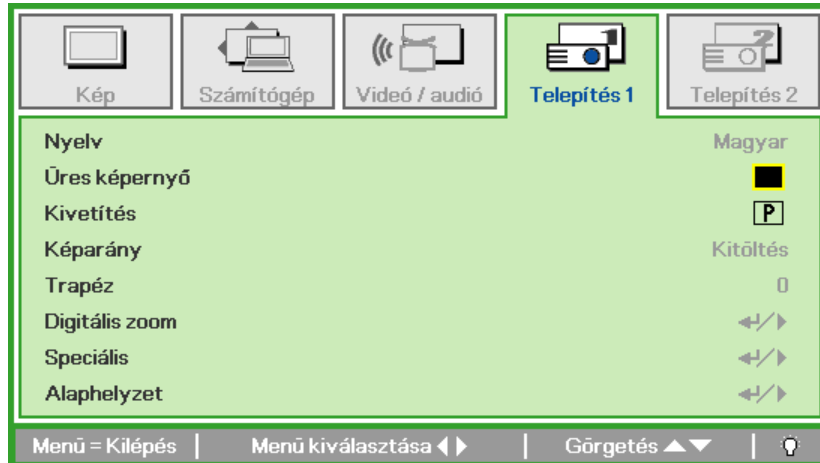 Kép
Számítógép
Videó / audió
Telepítés 1
Telepítés 2
Nyelv Magyar
Üres képernyő
Kivetítés P
Képarány Kitöltés
Trapéz 0
Digitális zoom
Speciális
Alaphelyzet
Menü = Kilépés | Menü kiválasztása | Görgetés |